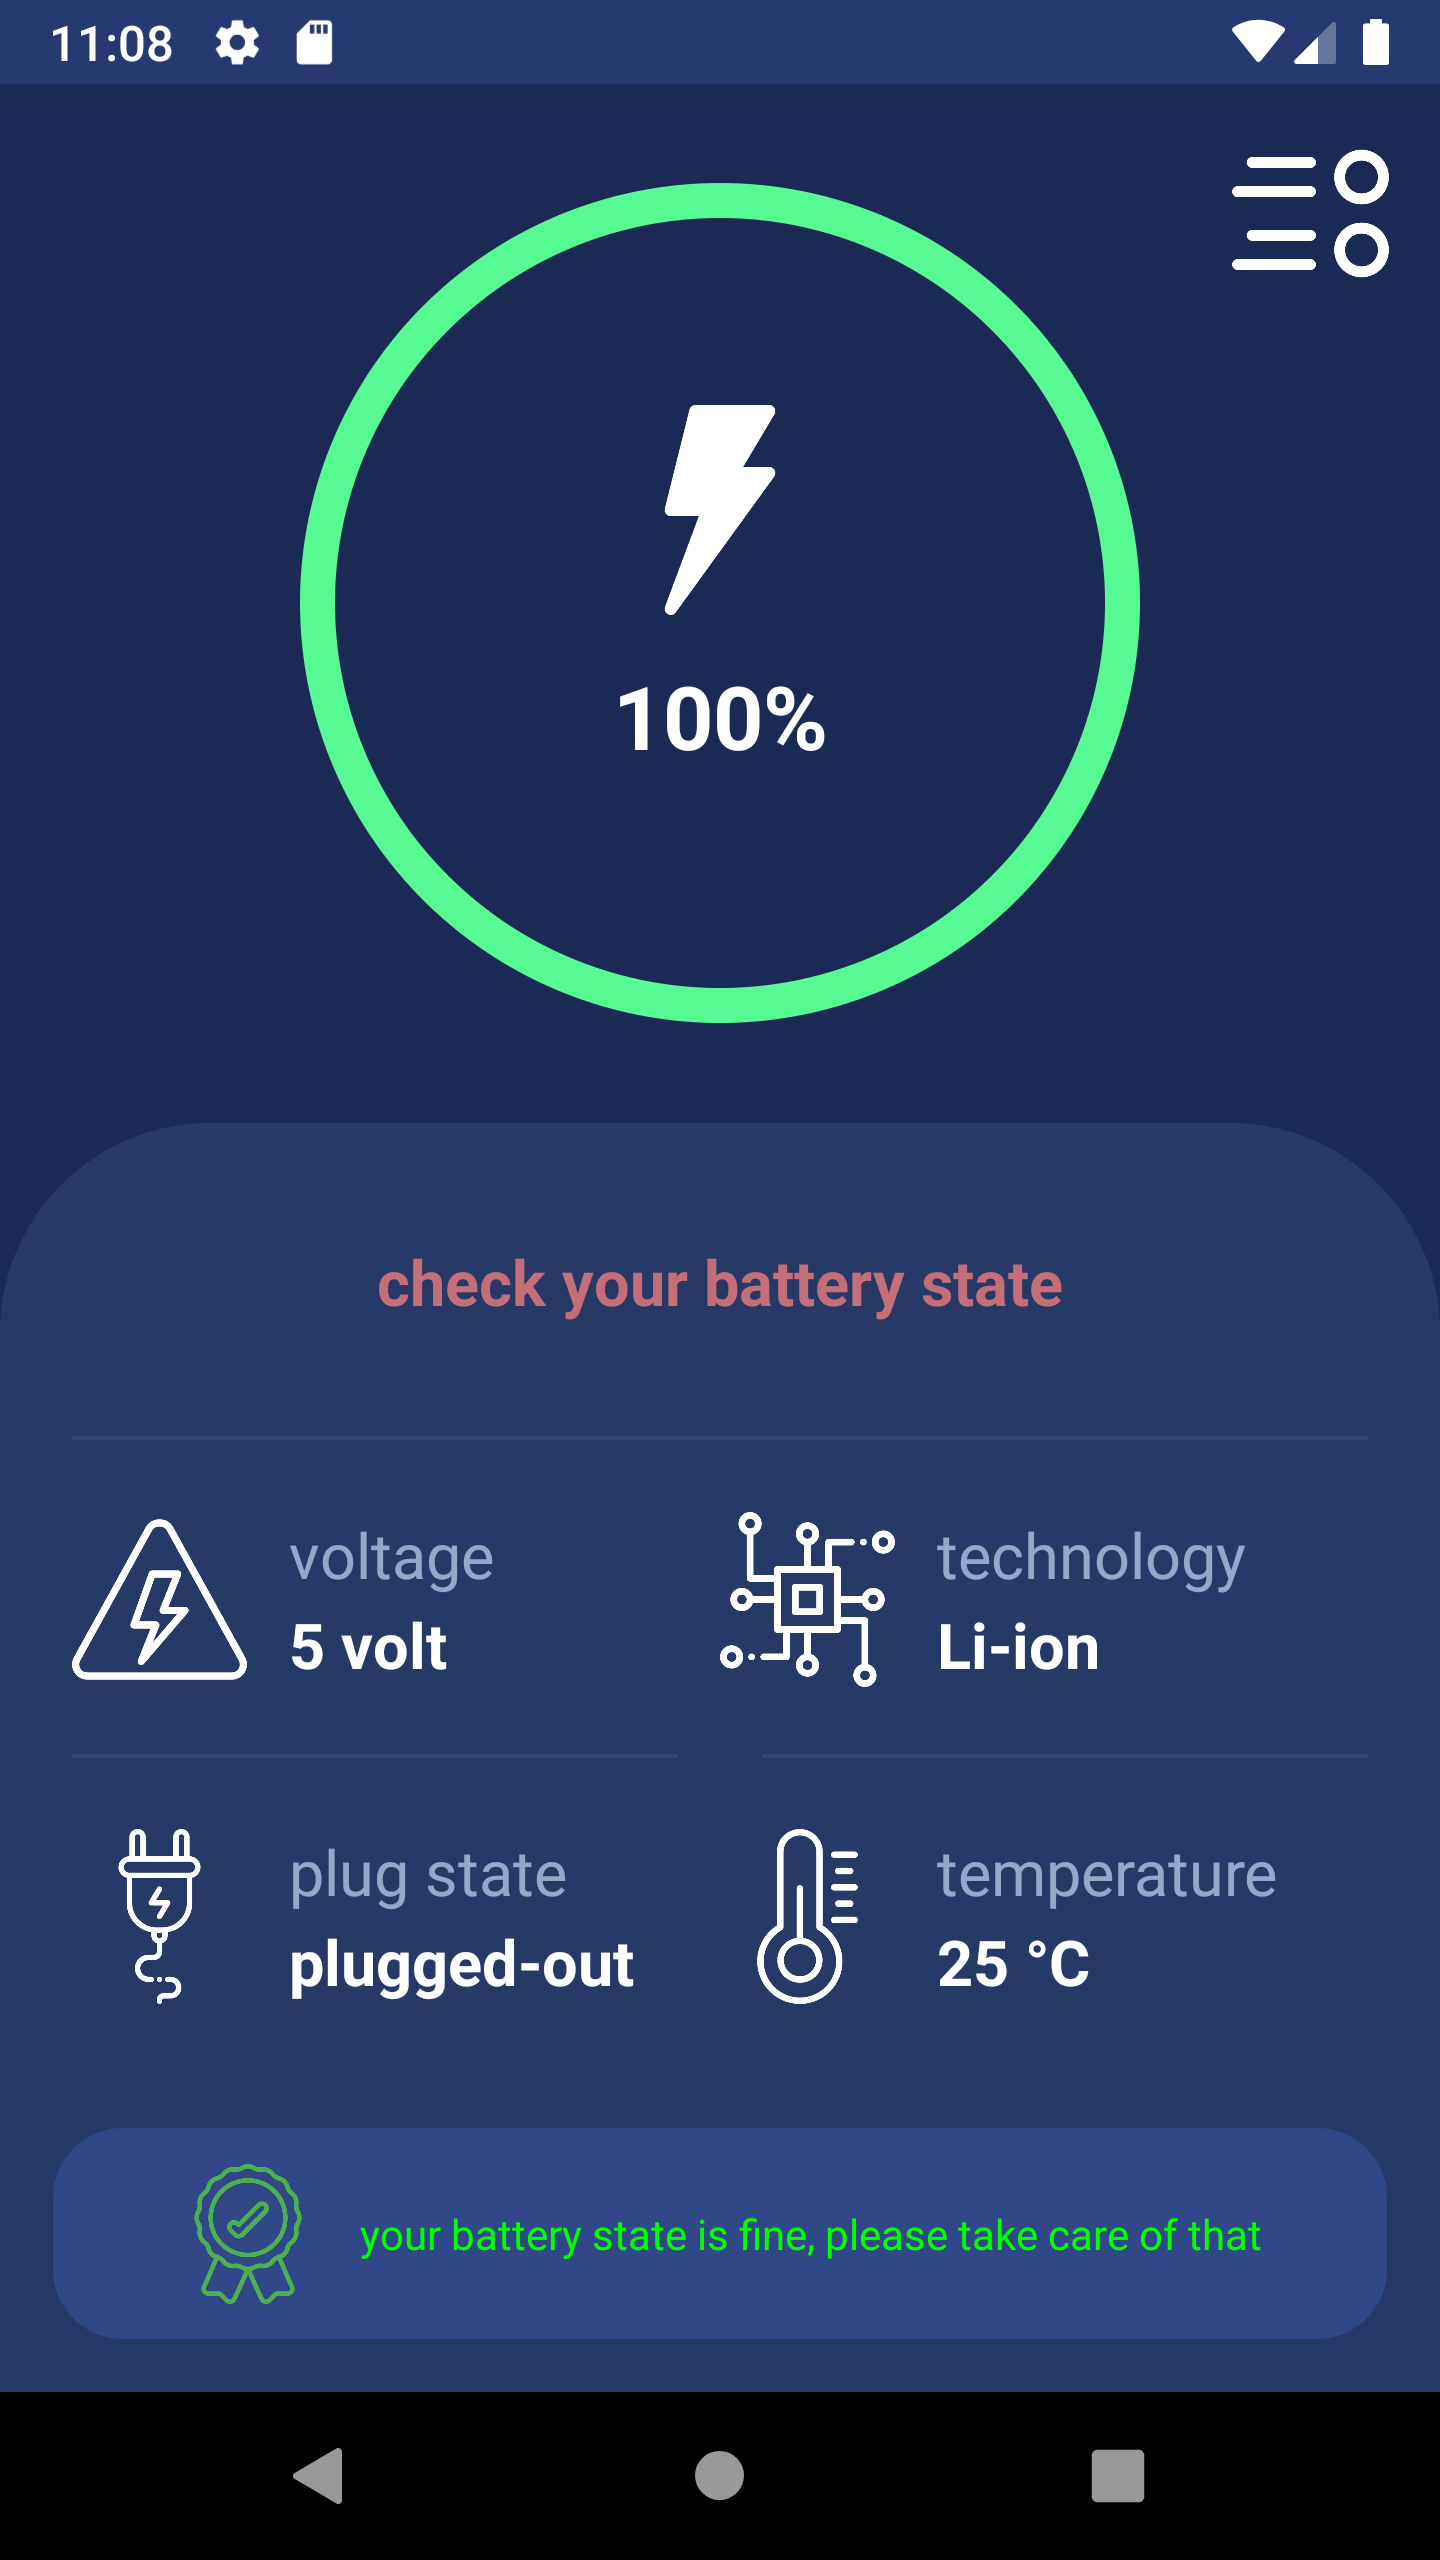 11:08
100%
check your battery state
voltage
5 volt
technology
Li-ion
plug state
plugged-out
temperature
25 °C
your battery state is fine, please take care of that